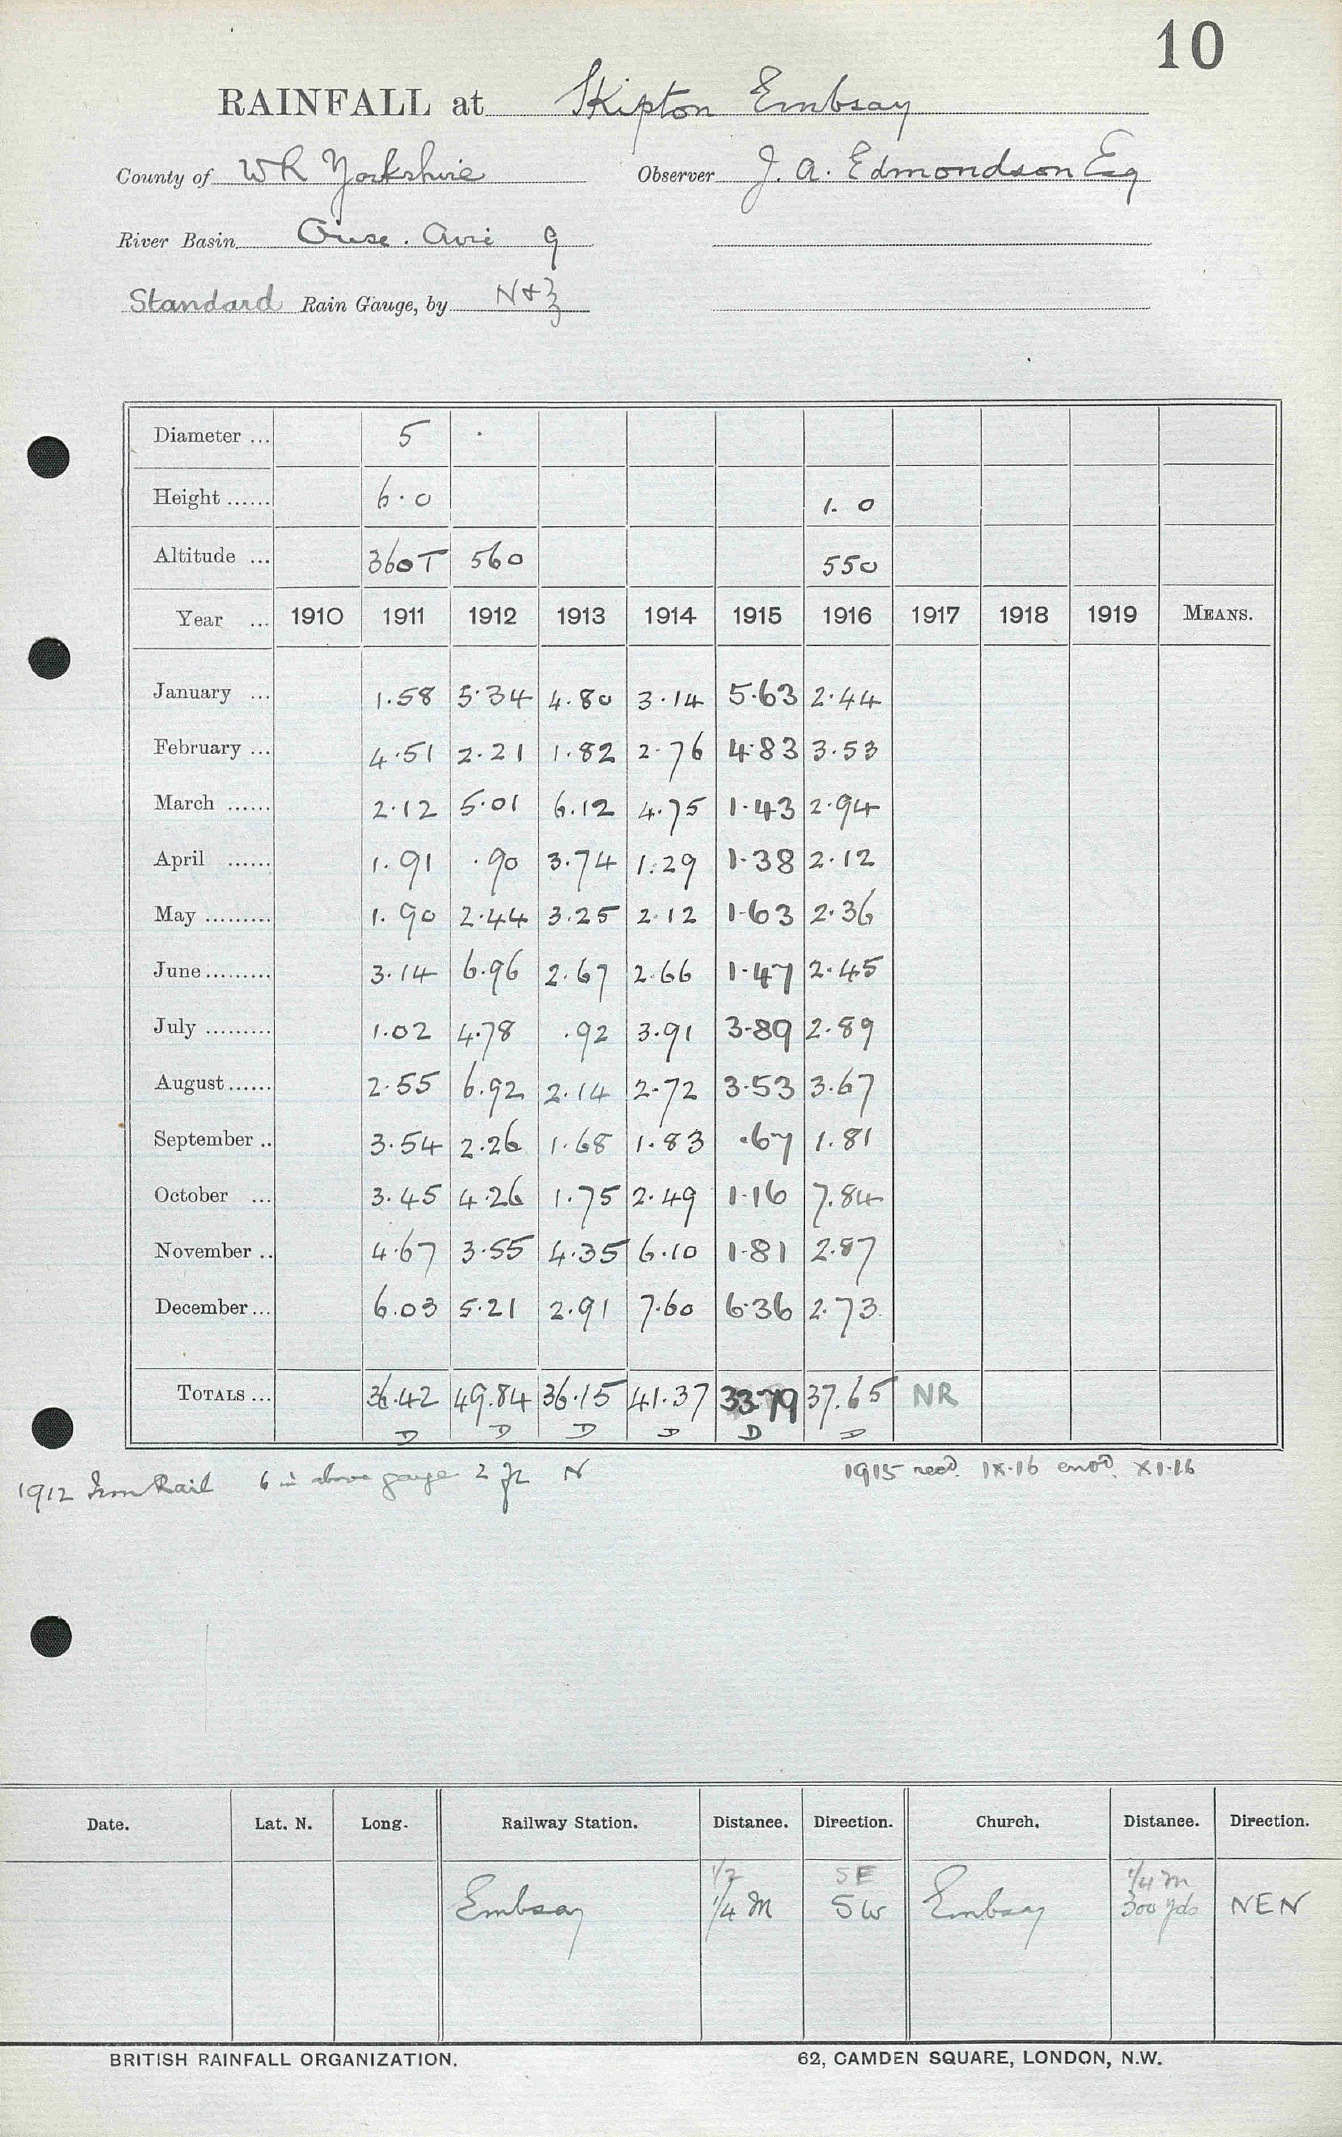 10
RAINFALL at Skipton Embsay
County of WR Yorkshire Observer J. A. Edmondson Esq
River Basin Ouse. Aire 9
Standard Rain Gauge, by N & Z
Diameter ... 5
Height ...... 6.0 1.0
Altitude ... 360T 560 550
Year ... 1910 1911 1912 1913 1914 1915 1916 1917 1918 1919 MEANS.
January ... 1.58 5.34 4.80 3.14 5.63 2.44
February ... 4.51 2.21 1.82 2.76 4.83 3.53
March ...... 2.12 5.01 6.12 4.75 1.43 2.94
April ...... 1.91 .90 3.74 1.29 1.38 2.12
May ......... 1.90 2.44 3.25 2.12 1.63 2.36
June ......... 3.14 6.96 2.67 2.66 1.47 2.45
July ......... 1.02 4.78 .92 3.91 3.89 2.89
August ...... 2.55 6.92 2.14 2.72 3.53 3.67
September .. 3.54 2.26 1.68 1.83 .67 1.81
October ... 3.45 4.26 1.75 2.49 1.16 7.84
November .. 4.67 3.55 4.35 6.10 1.81 2.87
December ... 6.03 5.21 2.91 7.60 6.36 2.73
TOTALS ... 36.42 49.84 36.15 41.37 33.79 37.65 NR
D D D D D D
1912 Iron Rail 6 in above gauge 2 ft N 1915 recd. IX.16 entd. XI.16
Date. Lat. N. Long. Railway Station. Distance. Direction. Church. Distance. Direction.
1/2 SE 1/4 m
Embsay 1/4 M SW Embsay 300 yds NEN
BRITISH RAINFALL ORGANIZATION. 62, CAMDEN SQUARE, LONDON, N.W.